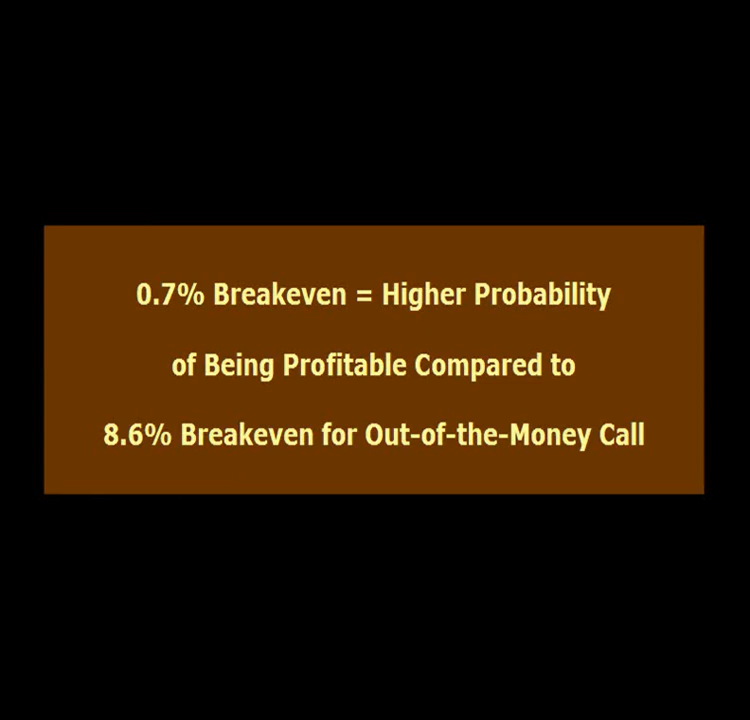 0.7% Breakeven = Higher Probability
of Being Profitable Compared to
8.6% Breakeven for Out-of-the-Money Call